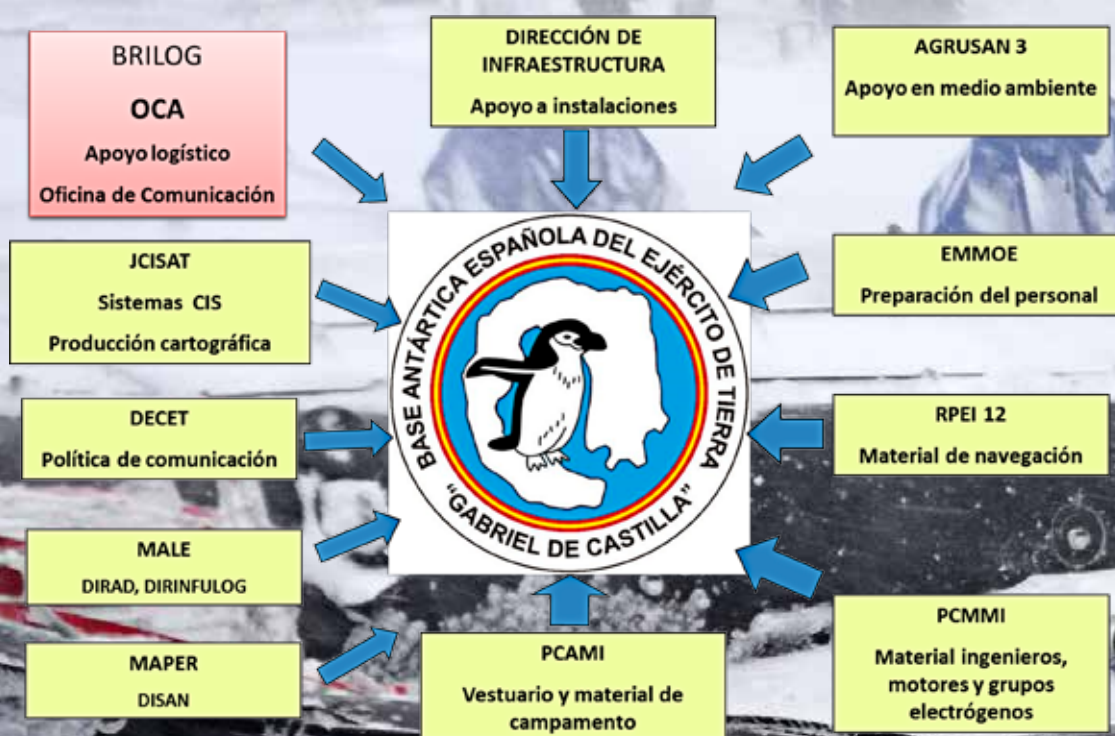 BRILOG
OCA
Apoyo logístico
Oficina de Comunicación
DIRECCIÓN DE
INFRAESTRUCTURA
Apoyo a instalaciones
AGRUSAN 3
Apoyo en medio ambiente
JCISAT
Sistemas CIS
Producción cartográfica
BASE ANTÁRTICA ESPAÑOLA DEL EJÉRCITO DE TIERRA
"GABRIEL DE CASTILLA"
EMMOE
Preparación del personal
DECET
Política de comunicación
RPEI 12
Material de navegación
MALE
DIRAD, DIRINFULOG
MAPER
DISAN
PCAMI
Vestuario y material de
campamento
PCMMI
Material ingenieros,
motores y grupos
electrógenos